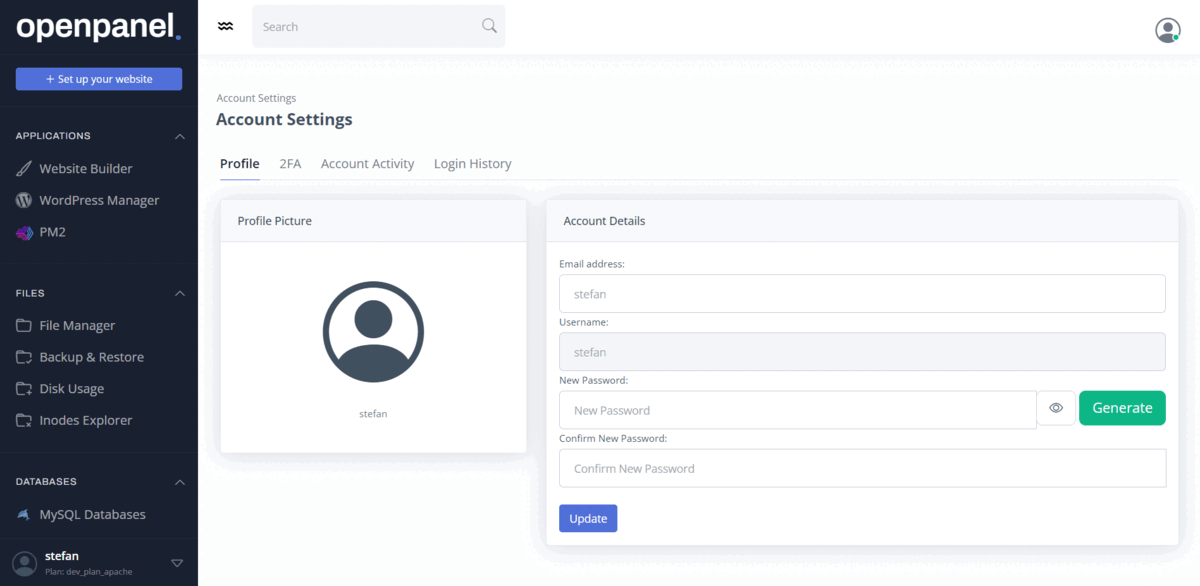 openpanel.
+ Set up your website
APPLICATIONS
Website Builder
WordPress Manager
PM2
FILES
File Manager
Backup & Restore
Disk Usage
Inodes Explorer
DATABASES
MySQL Databases
stefan
Plan: dev_plan_apache
Search
Account Settings
Account Settings
Profile 2FA Account Activity Login History
Profile Picture
stefan
Account Details
Email address:
stefan
Username:
stefan
New Password:
New Password
Generate
Confirm New Password:
Confirm New Password
Update